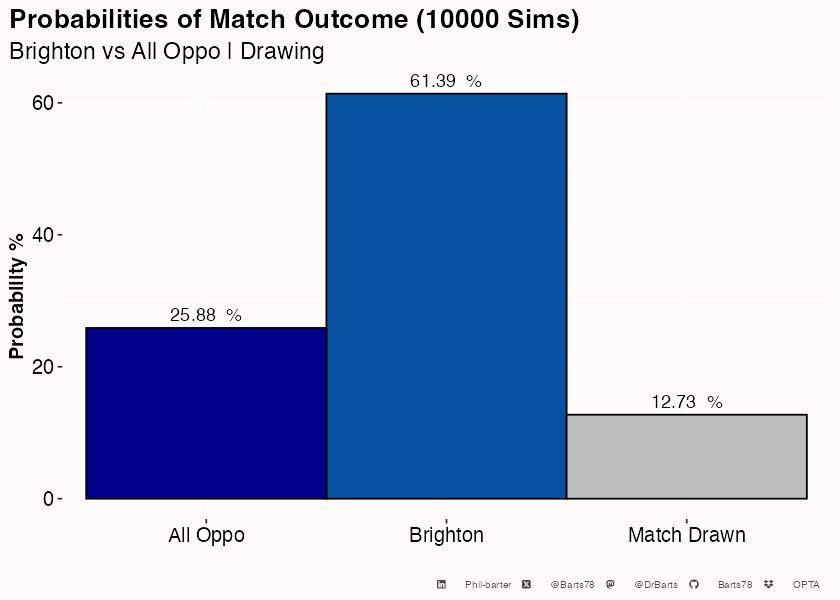 Probabilities of Match Outcome (10000 Sims)
Brighton vs All Oppo | Drawing
Probability %
60
40
20
0
25.88 %
61.39 %
12.73 %
All Oppo
Brighton
Match Drawn
Phil-barter @Barts78 @DrBarts Barts78 OPTA